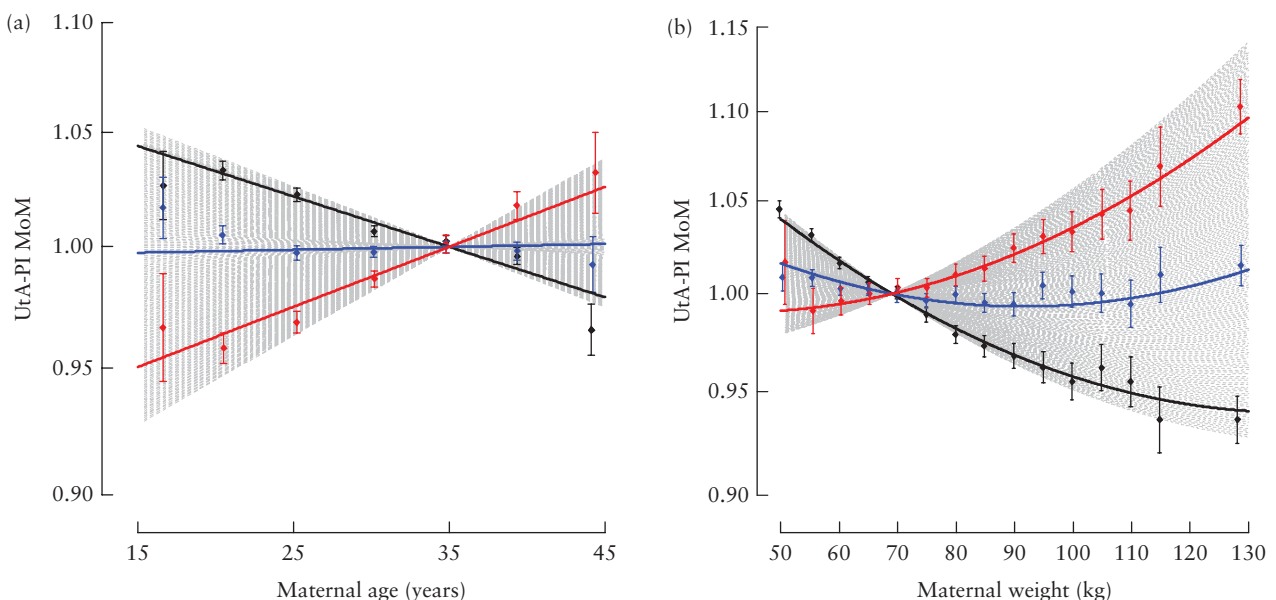 (a)
1.10
1.05
1.00
0.95
0.90
UtA-PI MoM
15 25 35 45
Maternal age (years)
(b)
1.15
1.10
1.05
1.00
0.95
0.90
UtA-PI MoM
50 60 70 80 90 100 110 120 130
Maternal weight (kg)